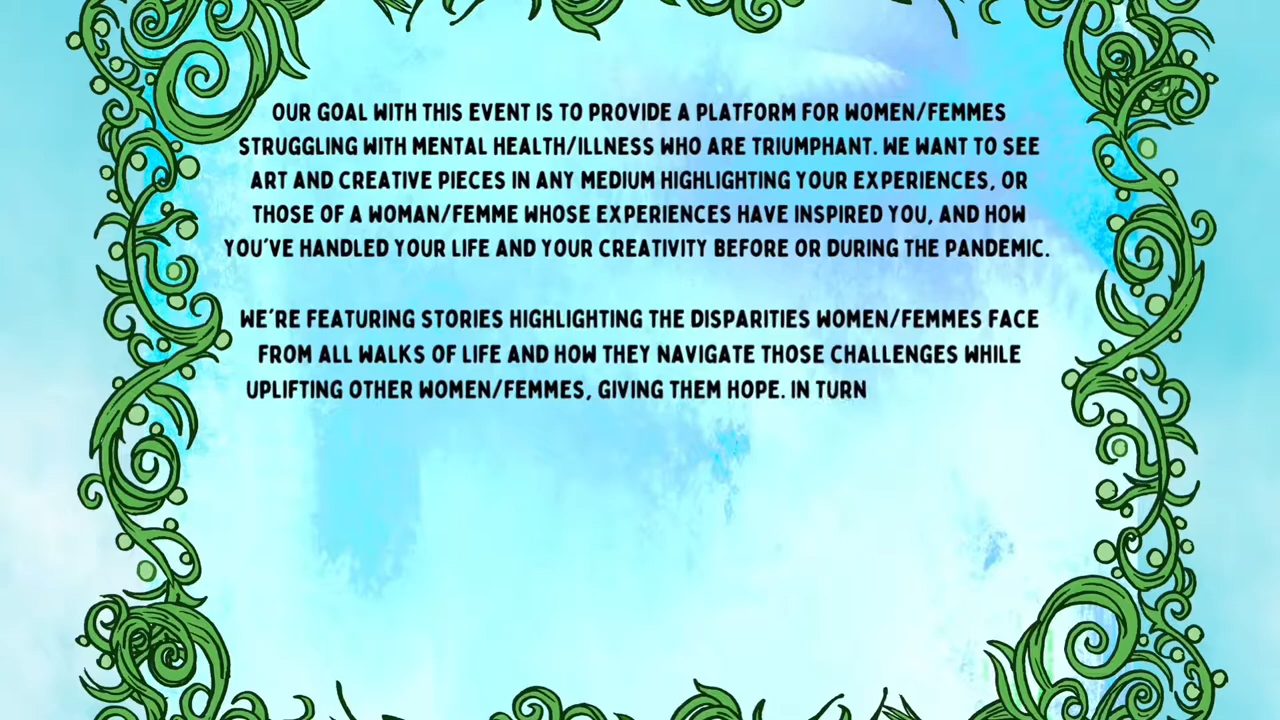 OUR GOAL WITH THIS EVENT IS TO PROVIDE A PLATFORM FOR WOMEN/FEMMES
STRUGGLING WITH MENTAL HEALTH/ILLNESS WHO ARE TRIUMPHANT. WE WANT TO SEE
ART AND CREATIVE PIECES IN ANY MEDIUM HIGHLIGHTING YOUR EXPERIENCES, OR
THOSE OF A WOMAN/FEMME WHOSE EXPERIENCES HAVE INSPIRED YOU, AND HOW
YOU'VE HANDLED YOUR LIFE AND YOUR CREATIVITY BEFORE OR DURING THE PANDEMIC.
WE'RE FEATURING STORIES HIGHLIGHTING THE DISPARITIES WOMEN/FEMMES FACE
FROM ALL WALKS OF LIFE AND HOW THEY NAVIGATE THOSE CHALLENGES WHILE
UPLIFTING OTHER WOMEN/FEMMES, GIVING THEM HOPE. IN TURN